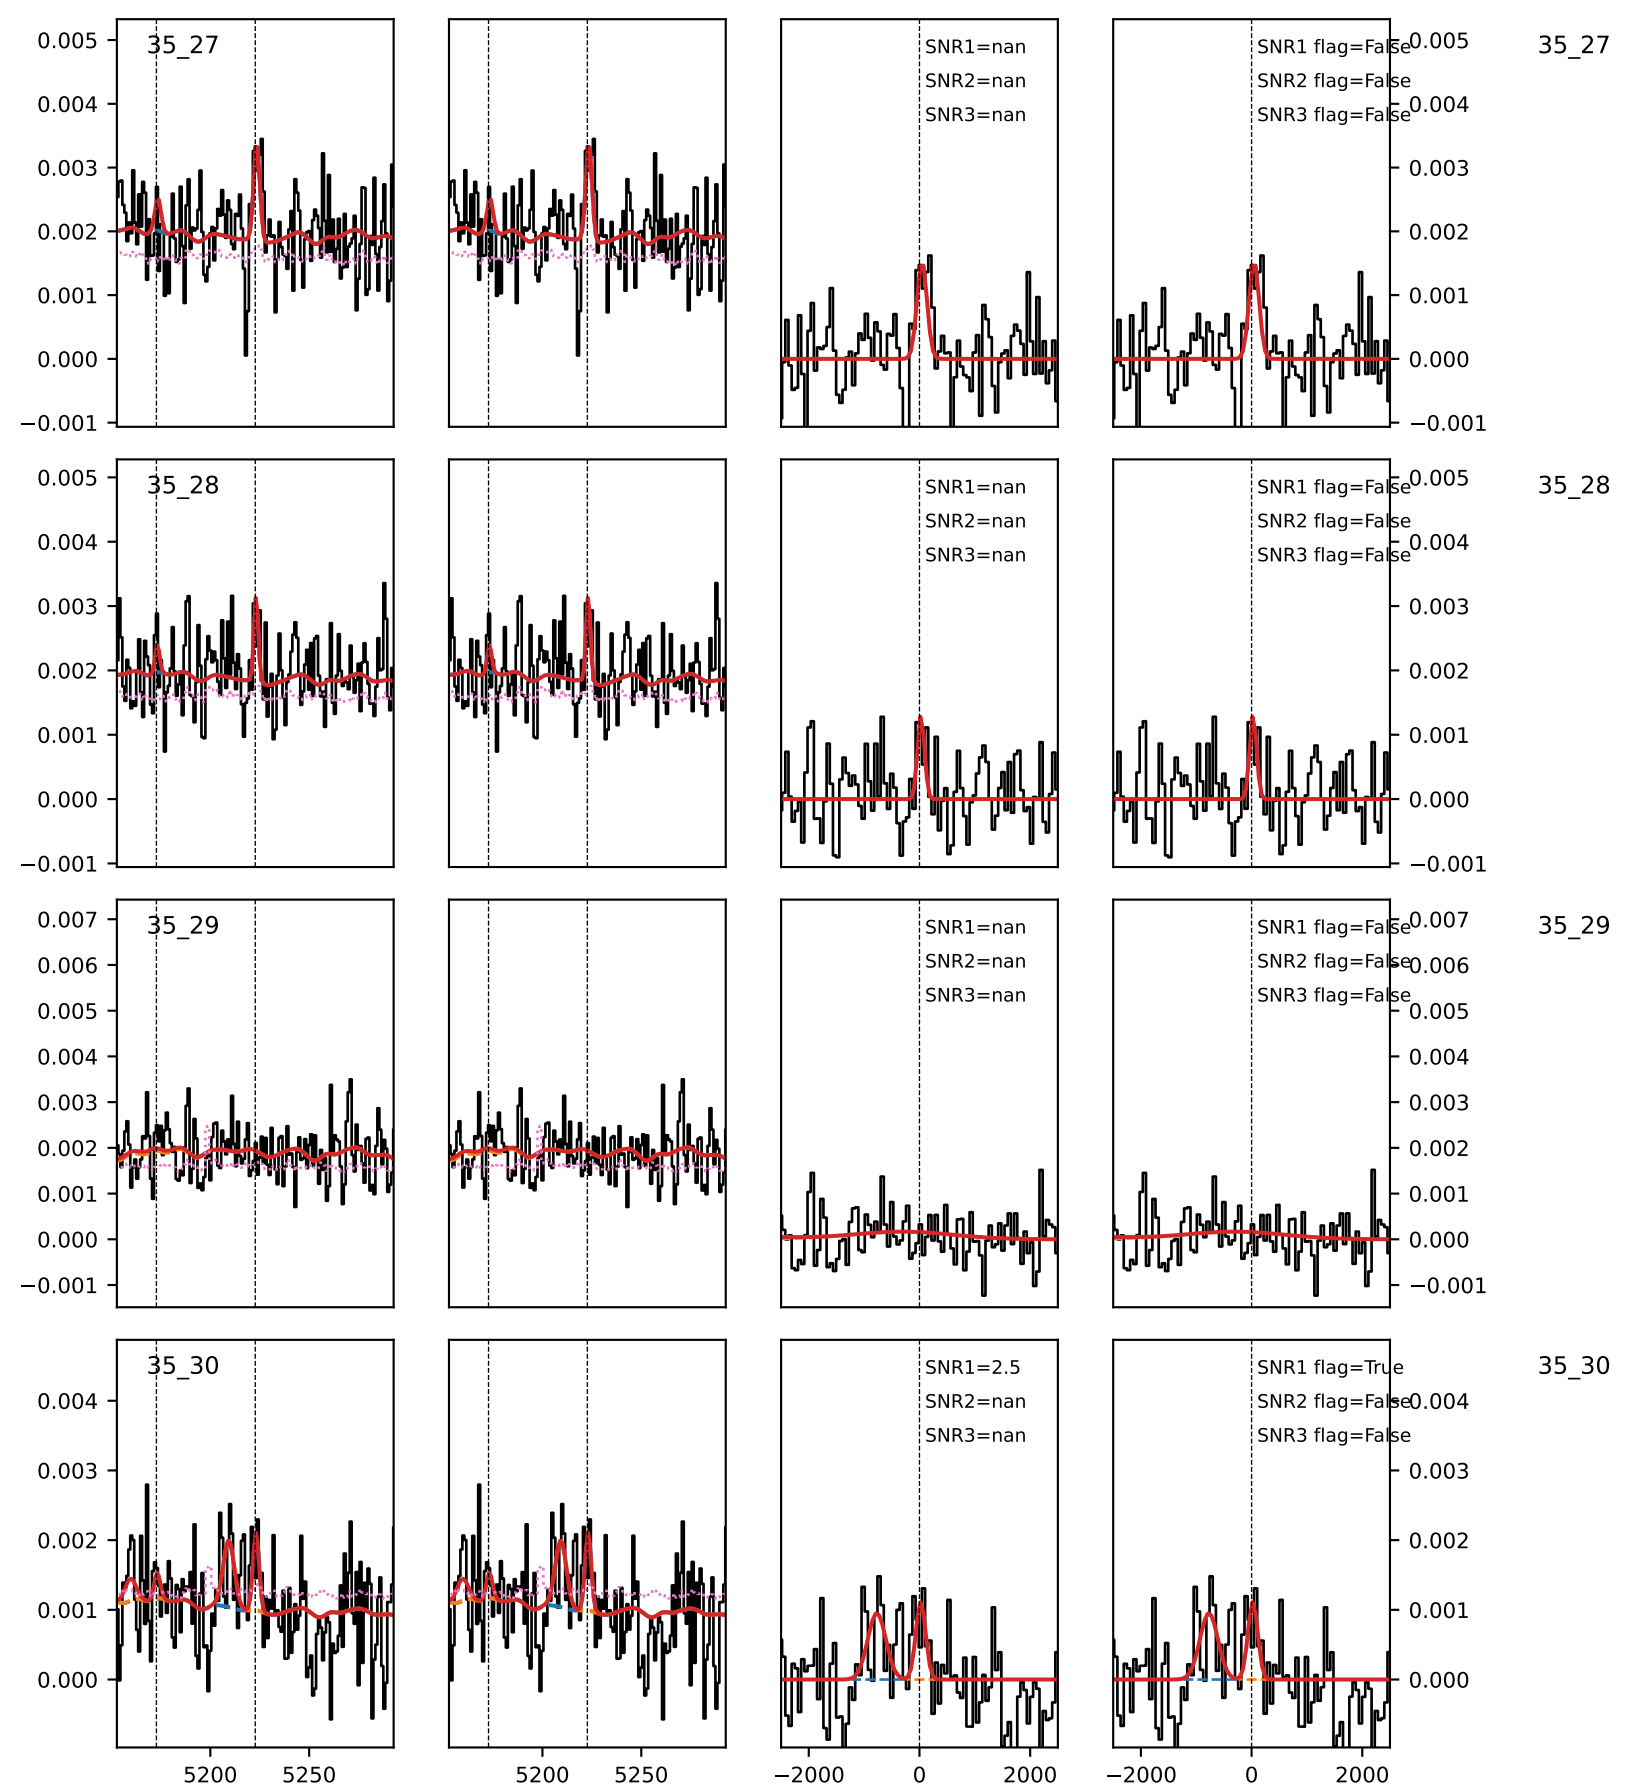 0.005
35_27
SNR1=nan
SNR1 flag=False
0.005
35_27
SNR2=nan
SNR2 flag=False
0.004
0.004
SNR3=nan
SNR3 flag=False
0.003
0.003
0.002
0.002
0.001
0.001
0.000
0.000
−0.001
−0.001
0.005
35_28
SNR1=nan
SNR1 flag=False
0.005
35_28
SNR2=nan
SNR2 flag=False
0.004
0.004
SNR3=nan
SNR3 flag=False
0.003
0.003
0.002
0.002
0.001
0.001
0.000
0.000
−0.001
−0.001
0.007
35_29
SNR1=nan
SNR1 flag=False
0.007
35_29
0.006
SNR2=nan
SNR2 flag=False
0.006
SNR3=nan
SNR3 flag=False
0.005
0.005
0.004
0.004
0.003
0.003
0.002
0.002
0.001
0.001
0.000
0.000
−0.001
−0.001
35_30
SNR1=2.5
SNR1 flag=True
35_30
0.004
SNR2=nan
SNR2 flag=False
0.004
SNR3=nan
SNR3 flag=False
0.003
0.003
0.002
0.002
0.001
0.001
0.000
0.000
5200 5250
5200 5250
−2000 0 2000
−2000 0 2000